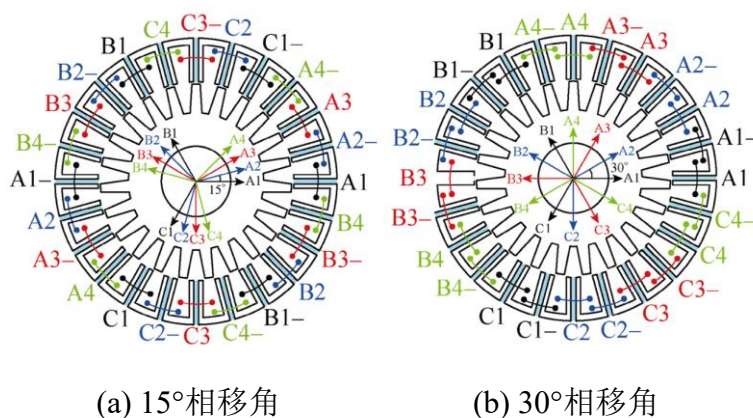 C4 C3– C2
B1 C1–
B2– A4–
B3 A3
B4– A2–
A1– A1
A2 B4
A3– B3–
A4 B2
C1 B1–
C2– C3 C4–
B1
B2 A4
B3 A3
B4 A2
A1
15°
C1 C2 C3 C4
A4– A4 A3–
B1 A3
B1– A2–
B2 A2
B2– A1–
B3 A1
B3– C4–
B4 C4
B4– C3–
C1 C3
C1– C2 C2–
A4
B1 A3
B2 A2
30°
B3 A1
B4 C4
C1 C3
C2
(a) 15°相移角
(b) 30°相移角